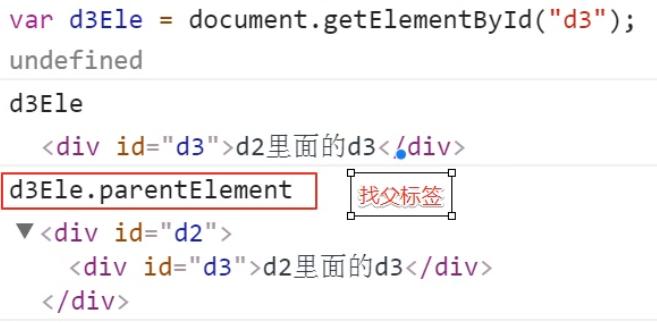 var d3Ele = document.getElementById("d3");
undefined
d3Ele
<div id="d3">d2里面的d3</div>
d3Ele.parentElement 找父标签
▼<div id="d2">
<div id="d3">d2里面的d3</div>
</div>